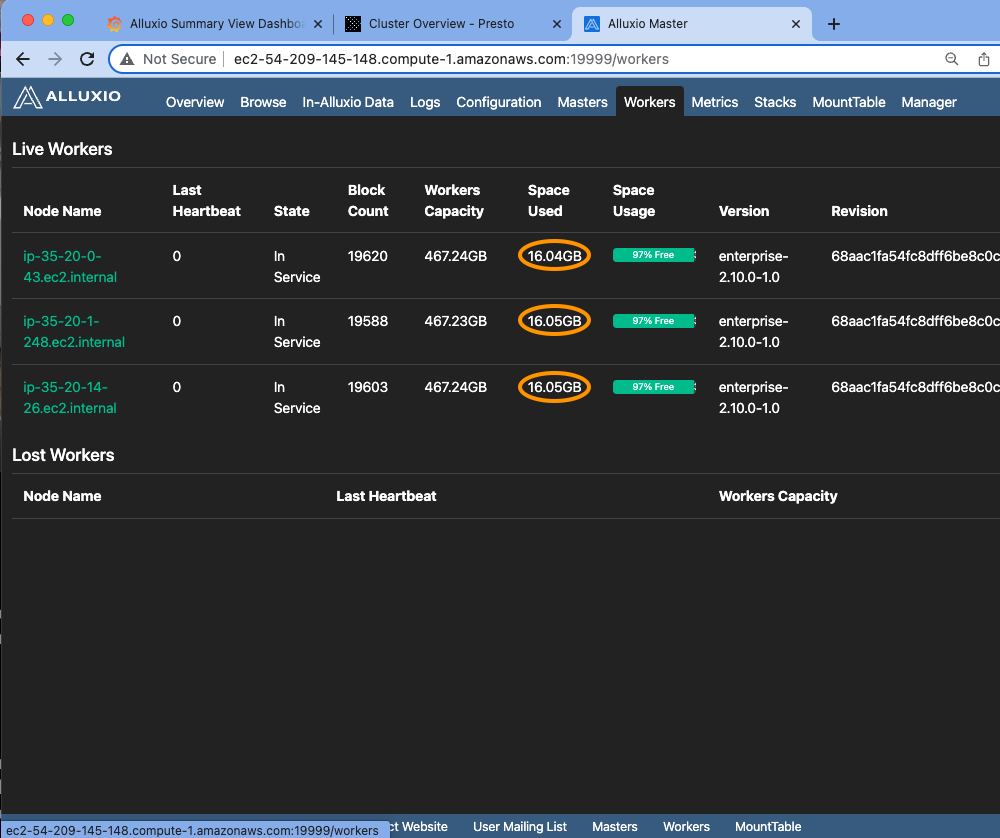 Alluxio Summary View Dashbo
Cluster Overview - Presto
Alluxio Master
Not Secure
ec2-54-209-145-148.compute-1.amazonaws.com:19999/workers
ALLUXIO
Overview Browse In-Alluxio Data Logs Configuration Masters Workers Metrics Stacks MountTable Manager
Live Workers
Node Name Last Heartbeat State Block Count Workers Capacity Space Used Space Usage Version Revision
ip-35-20-0- 0 In 19620 467.24GB 16.04GB 97% Free enterprise- 68aac1fa54fc8dff6be8c0c
43.ec2.internal Service 2.10.0-1.0
ip-35-20-1- 0 In 19588 467.23GB 16.05GB 97% Free enterprise- 68aac1fa54fc8dff6be8c0c
248.ec2.internal Service 2.10.0-1.0
ip-35-20-14- 0 In 19603 467.24GB 16.05GB 97% Free enterprise- 68aac1fa54fc8dff6be8c0c
26.ec2.internal Service 2.10.0-1.0
Lost Workers
Node Name Last Heartbeat Workers Capacity
ec2-54-209-145-148.compute-1.amazonaws.com:19999/workers
ct Website User Mailing List Masters Workers MountTable